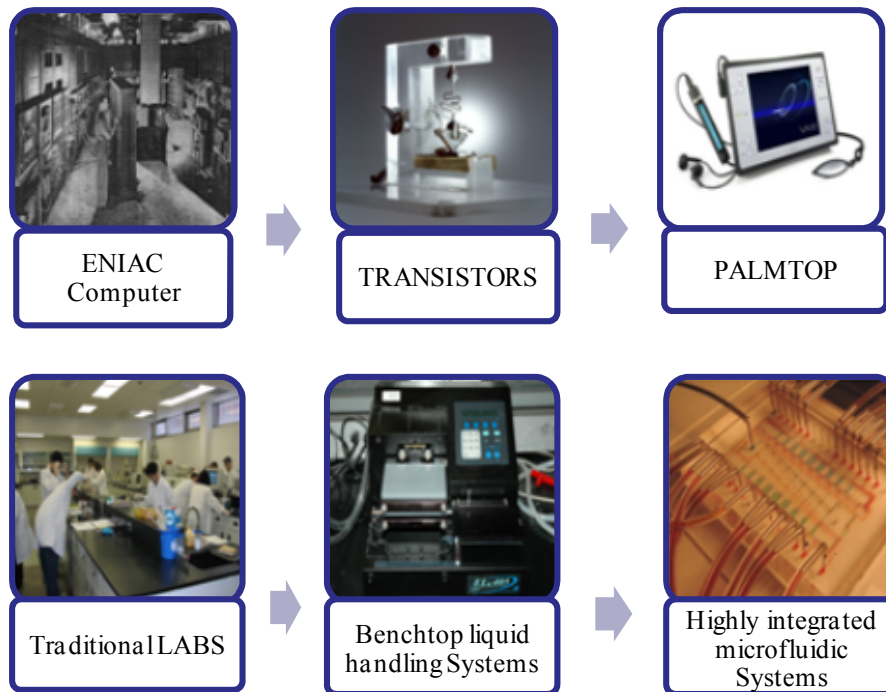 ENIAC
Computer
TRANSISTORS
PALMTOP
Traditional LABS
Benchtop liquid
handling Systems
Highly integrated
microfluidic
Systems